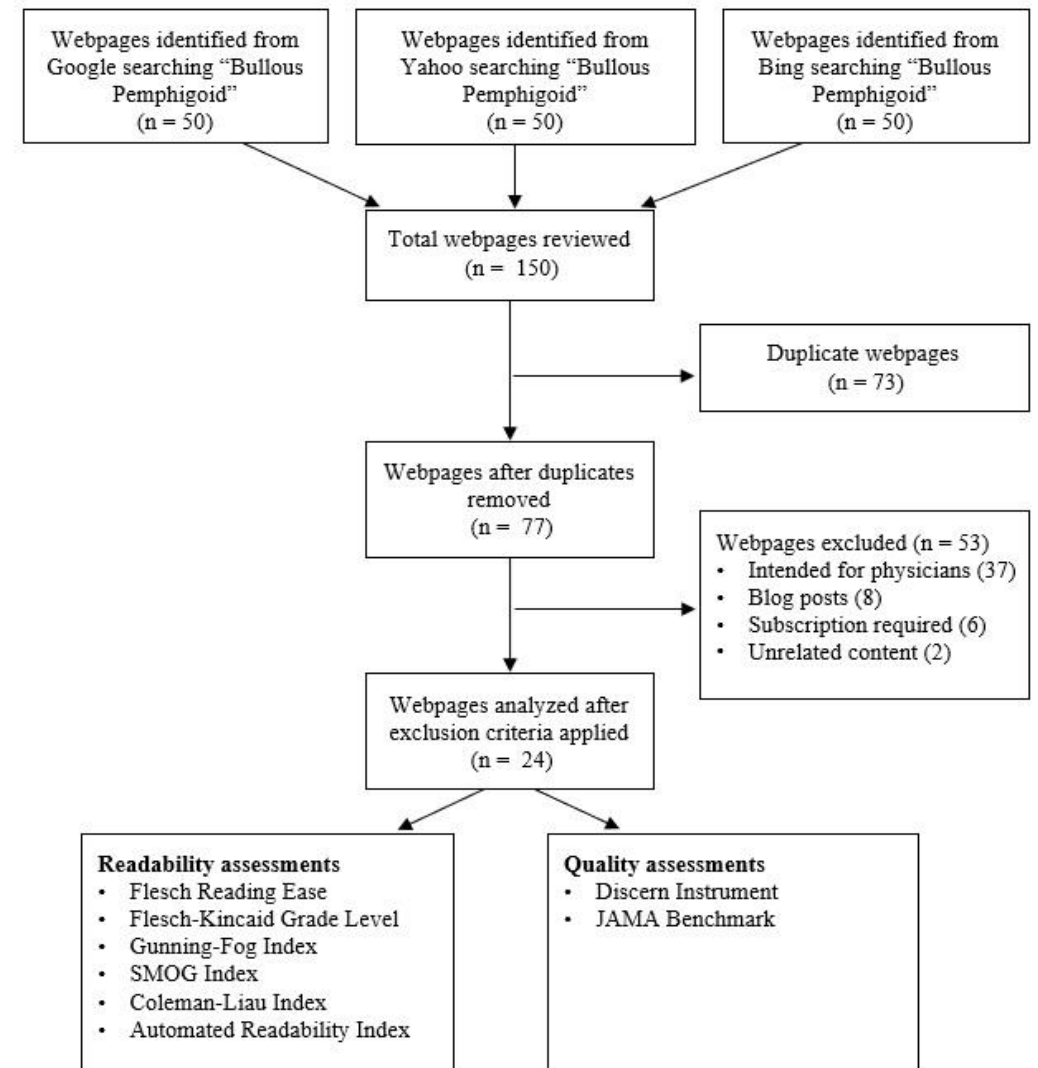 Webpages identified from
Google searching “Bullous
Pemphigoid”
(n = 50)
Webpages identified from
Yahoo searching “Bullous
Pemphigoid”
(n = 50)
Webpages identified from
Bing searching “Bullous
Pemphigoid”
(n = 50)
Total webpages reviewed
(n = 150)
Duplicate webpages
(n = 73)
Webpages after duplicates
removed
(n = 77)
Webpages excluded (n = 53)
• Intended for physicians (37)
• Blog posts (8)
• Subscription required (6)
• Unrelated content (2)
Webpages analyzed after
exclusion criteria applied
(n = 24)
Readability assessments
• Flesch Reading Ease
• Flesch-Kincaid Grade Level
• Gunning-Fog Index
• SMOG Index
• Coleman-Liau Index
• Automated Readability Index
Quality assessments
• Discern Instrument
• JAMA Benchmark